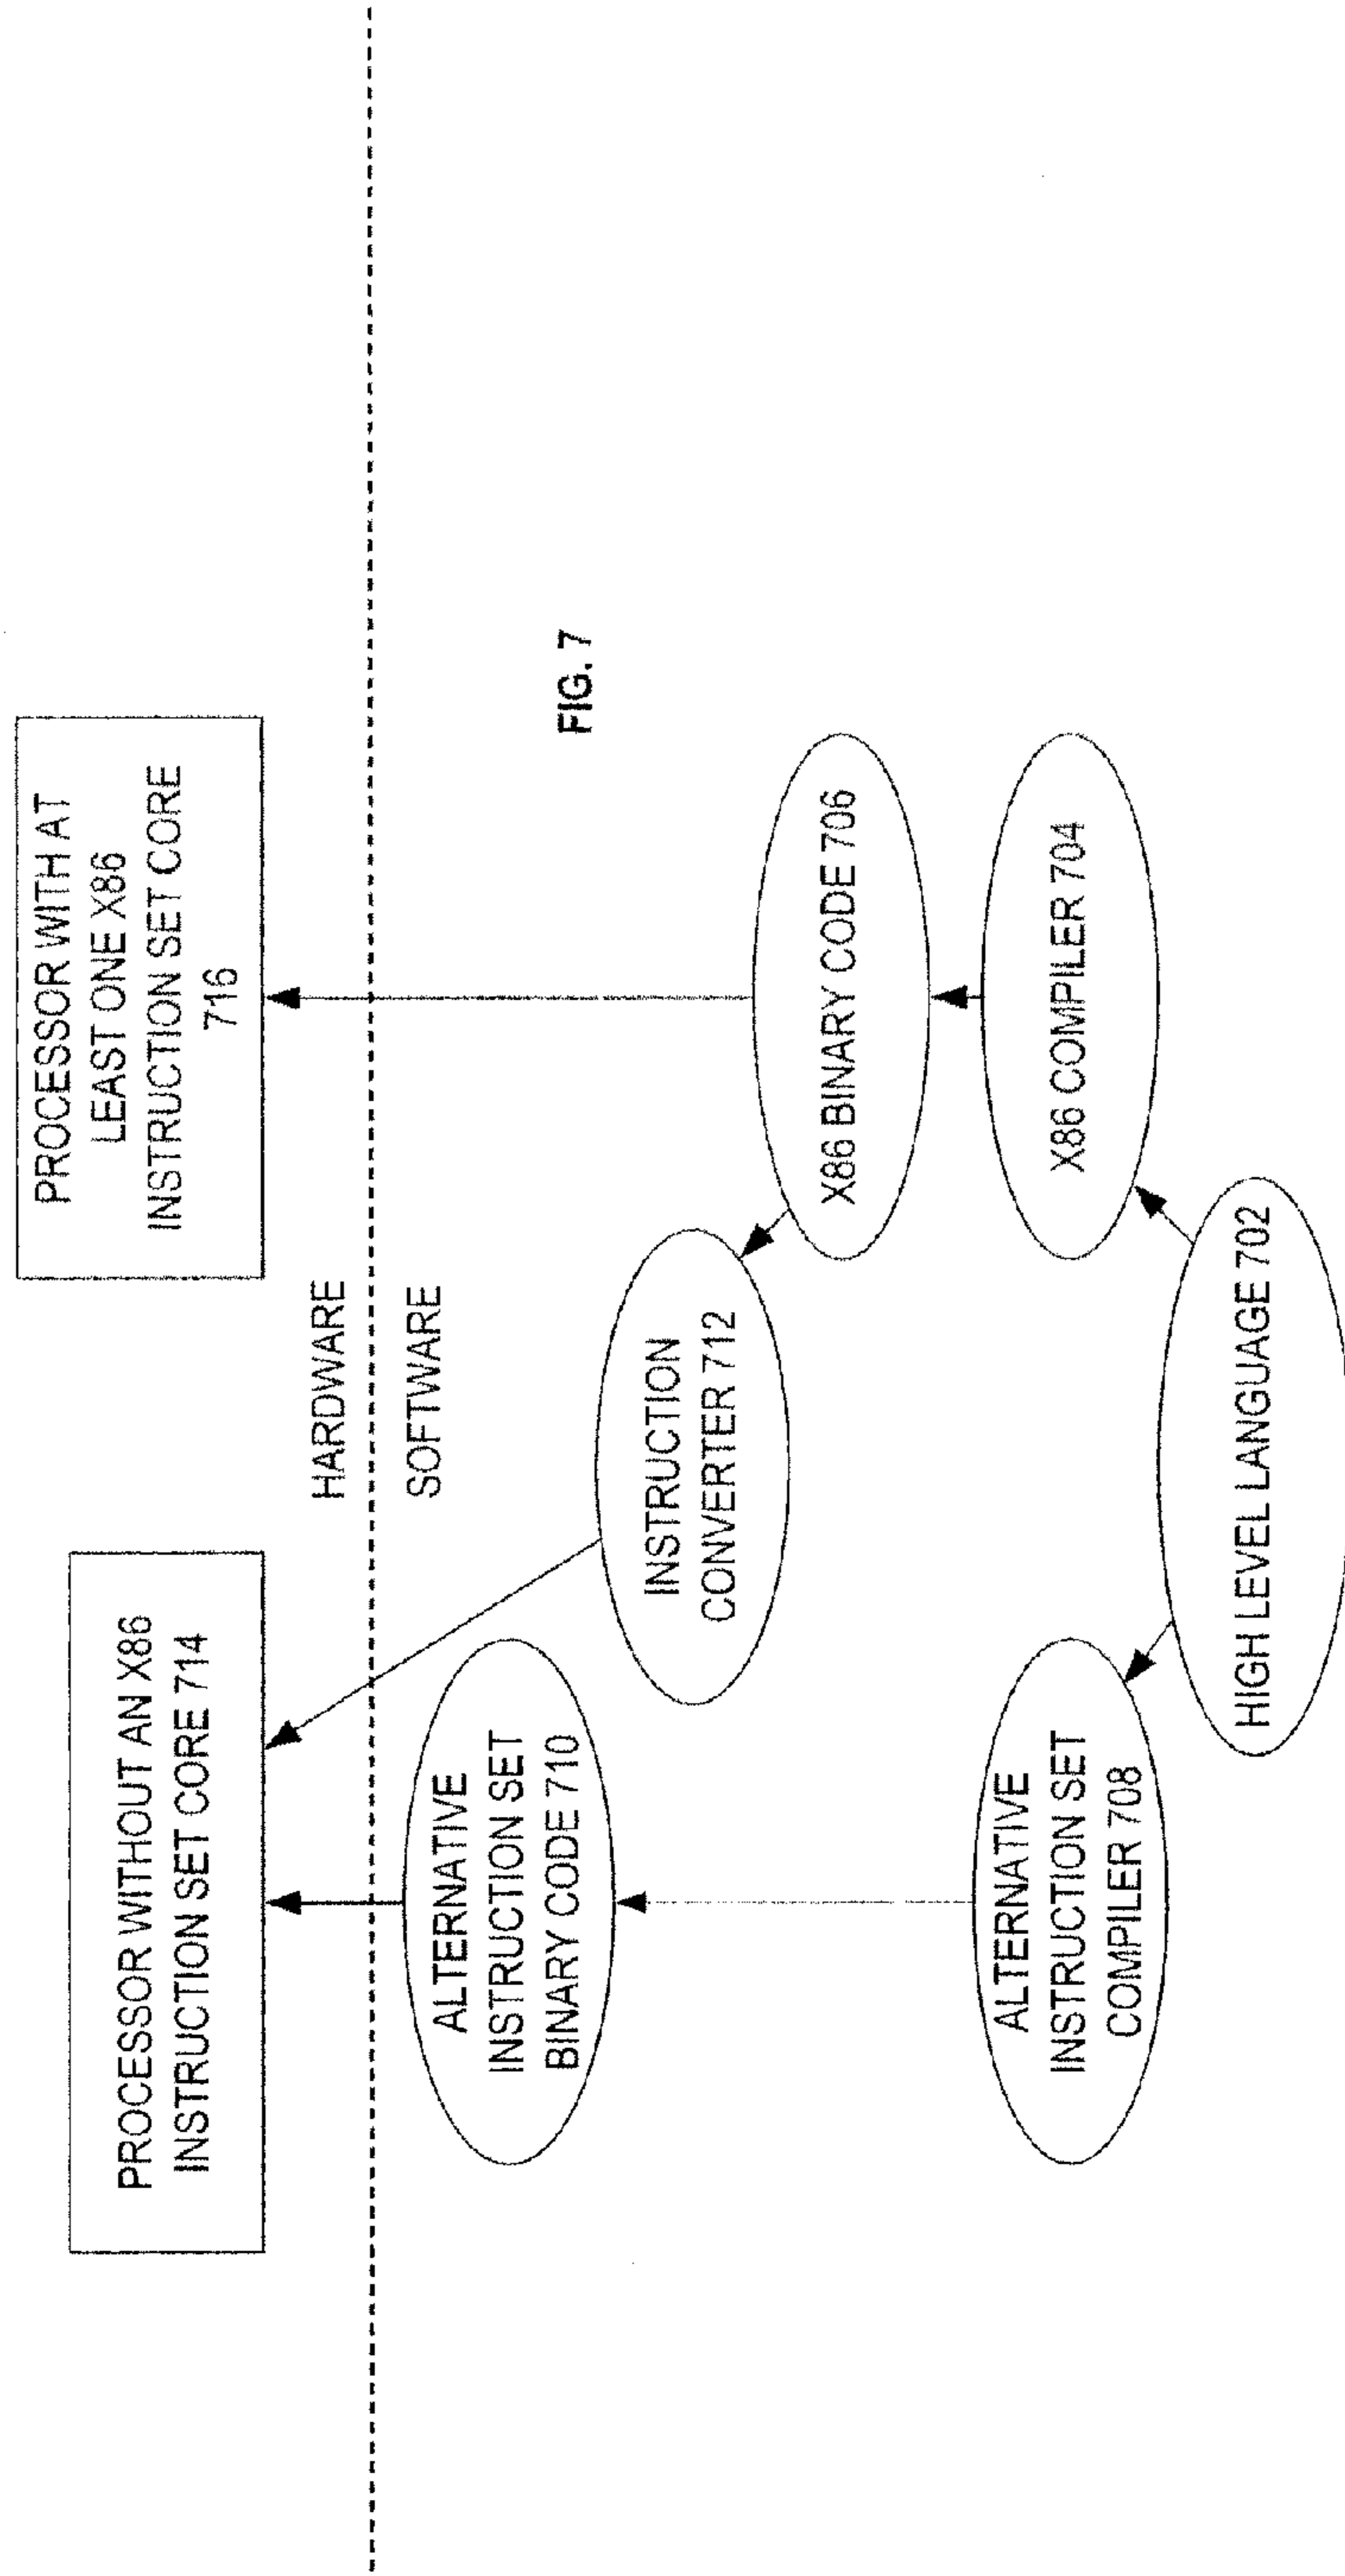 PROCESSOR WITHOUT AN X86
INSTRUCTION SET CORE 714
PROCESSOR WITH AT
LEAST ONE X86
INSTRUCTION SET CORE
716
HARDWARE
SOFTWARE
ALTERNATIVE
INSTRUCTION SET
BINARY CODE 710
INSTRUCTION
CONVERTER 712
FIG. 7
X86 BINARY CODE 706
ALTERNATIVE
INSTRUCTION SET
COMPILER 708
X86 COMPILER 704
HIGH LEVEL LANGUAGE 702